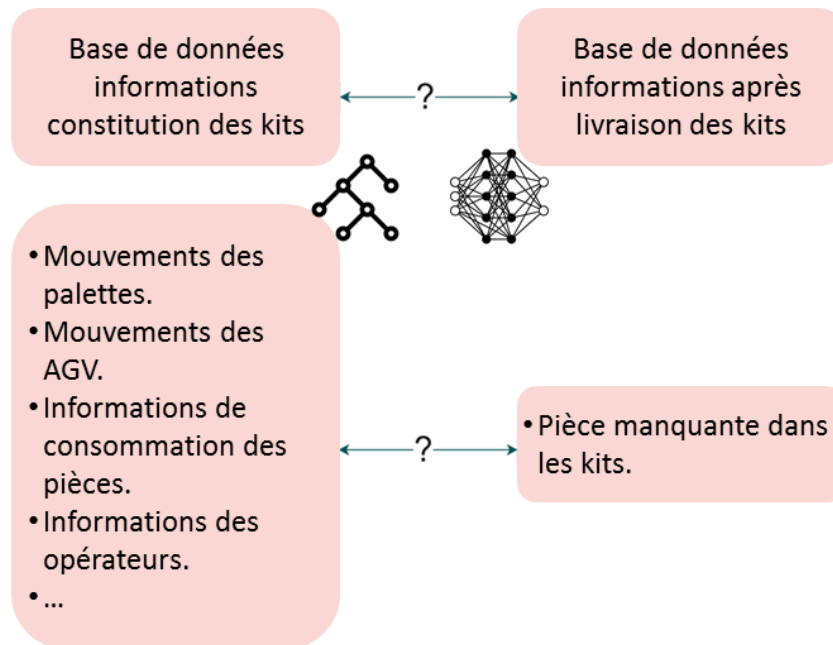 Base de données
informations
constitution des kits
?
Base de données
informations après
livraison des kits
• Mouvements des
palettes.
• Mouvements des
AGV.
• Informations de
consommation des
pièces.
• Informations des
opérateurs.
• ...
?
• Pièce manquante dans
les kits.